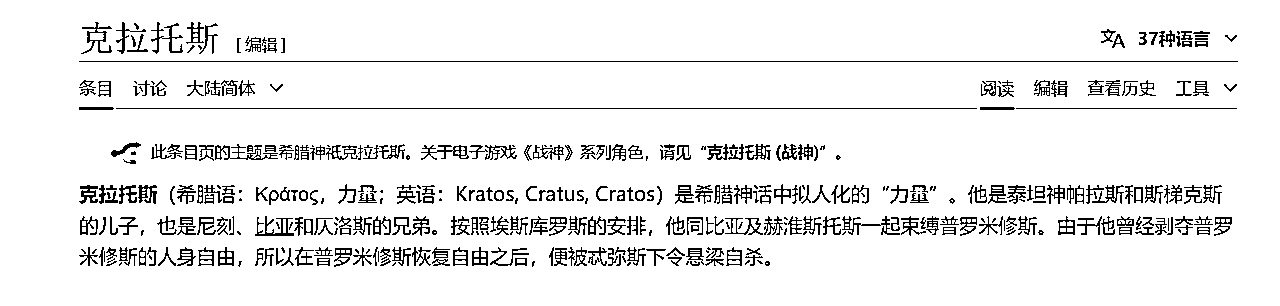 克拉托斯 [编辑]
文A 37种语言
条目 讨论 大陆简体
阅读 编辑 查看历史 工具
此条目页的主题是希腊神祇克拉托斯。关于电子游戏《战神》系列角色，请见“克拉托斯 (战神)”。
克拉托斯（希腊语：Κράτος，力量；英语：Kratos, Cratus, Cratos）是希腊神话中拟人化的“力量”。他是泰坦神帕拉斯和斯梯克斯
的儿子，也是尼刻、比亚和仄洛斯的兄弟。按照埃斯库罗斯的安排，他同比亚及赫淮斯托斯一起束缚普罗米修斯。由于他曾经剥夺普罗
米修斯的人身自由，所以在普罗米修斯恢复自由之后，便被忒弥斯下令悬梁自杀。